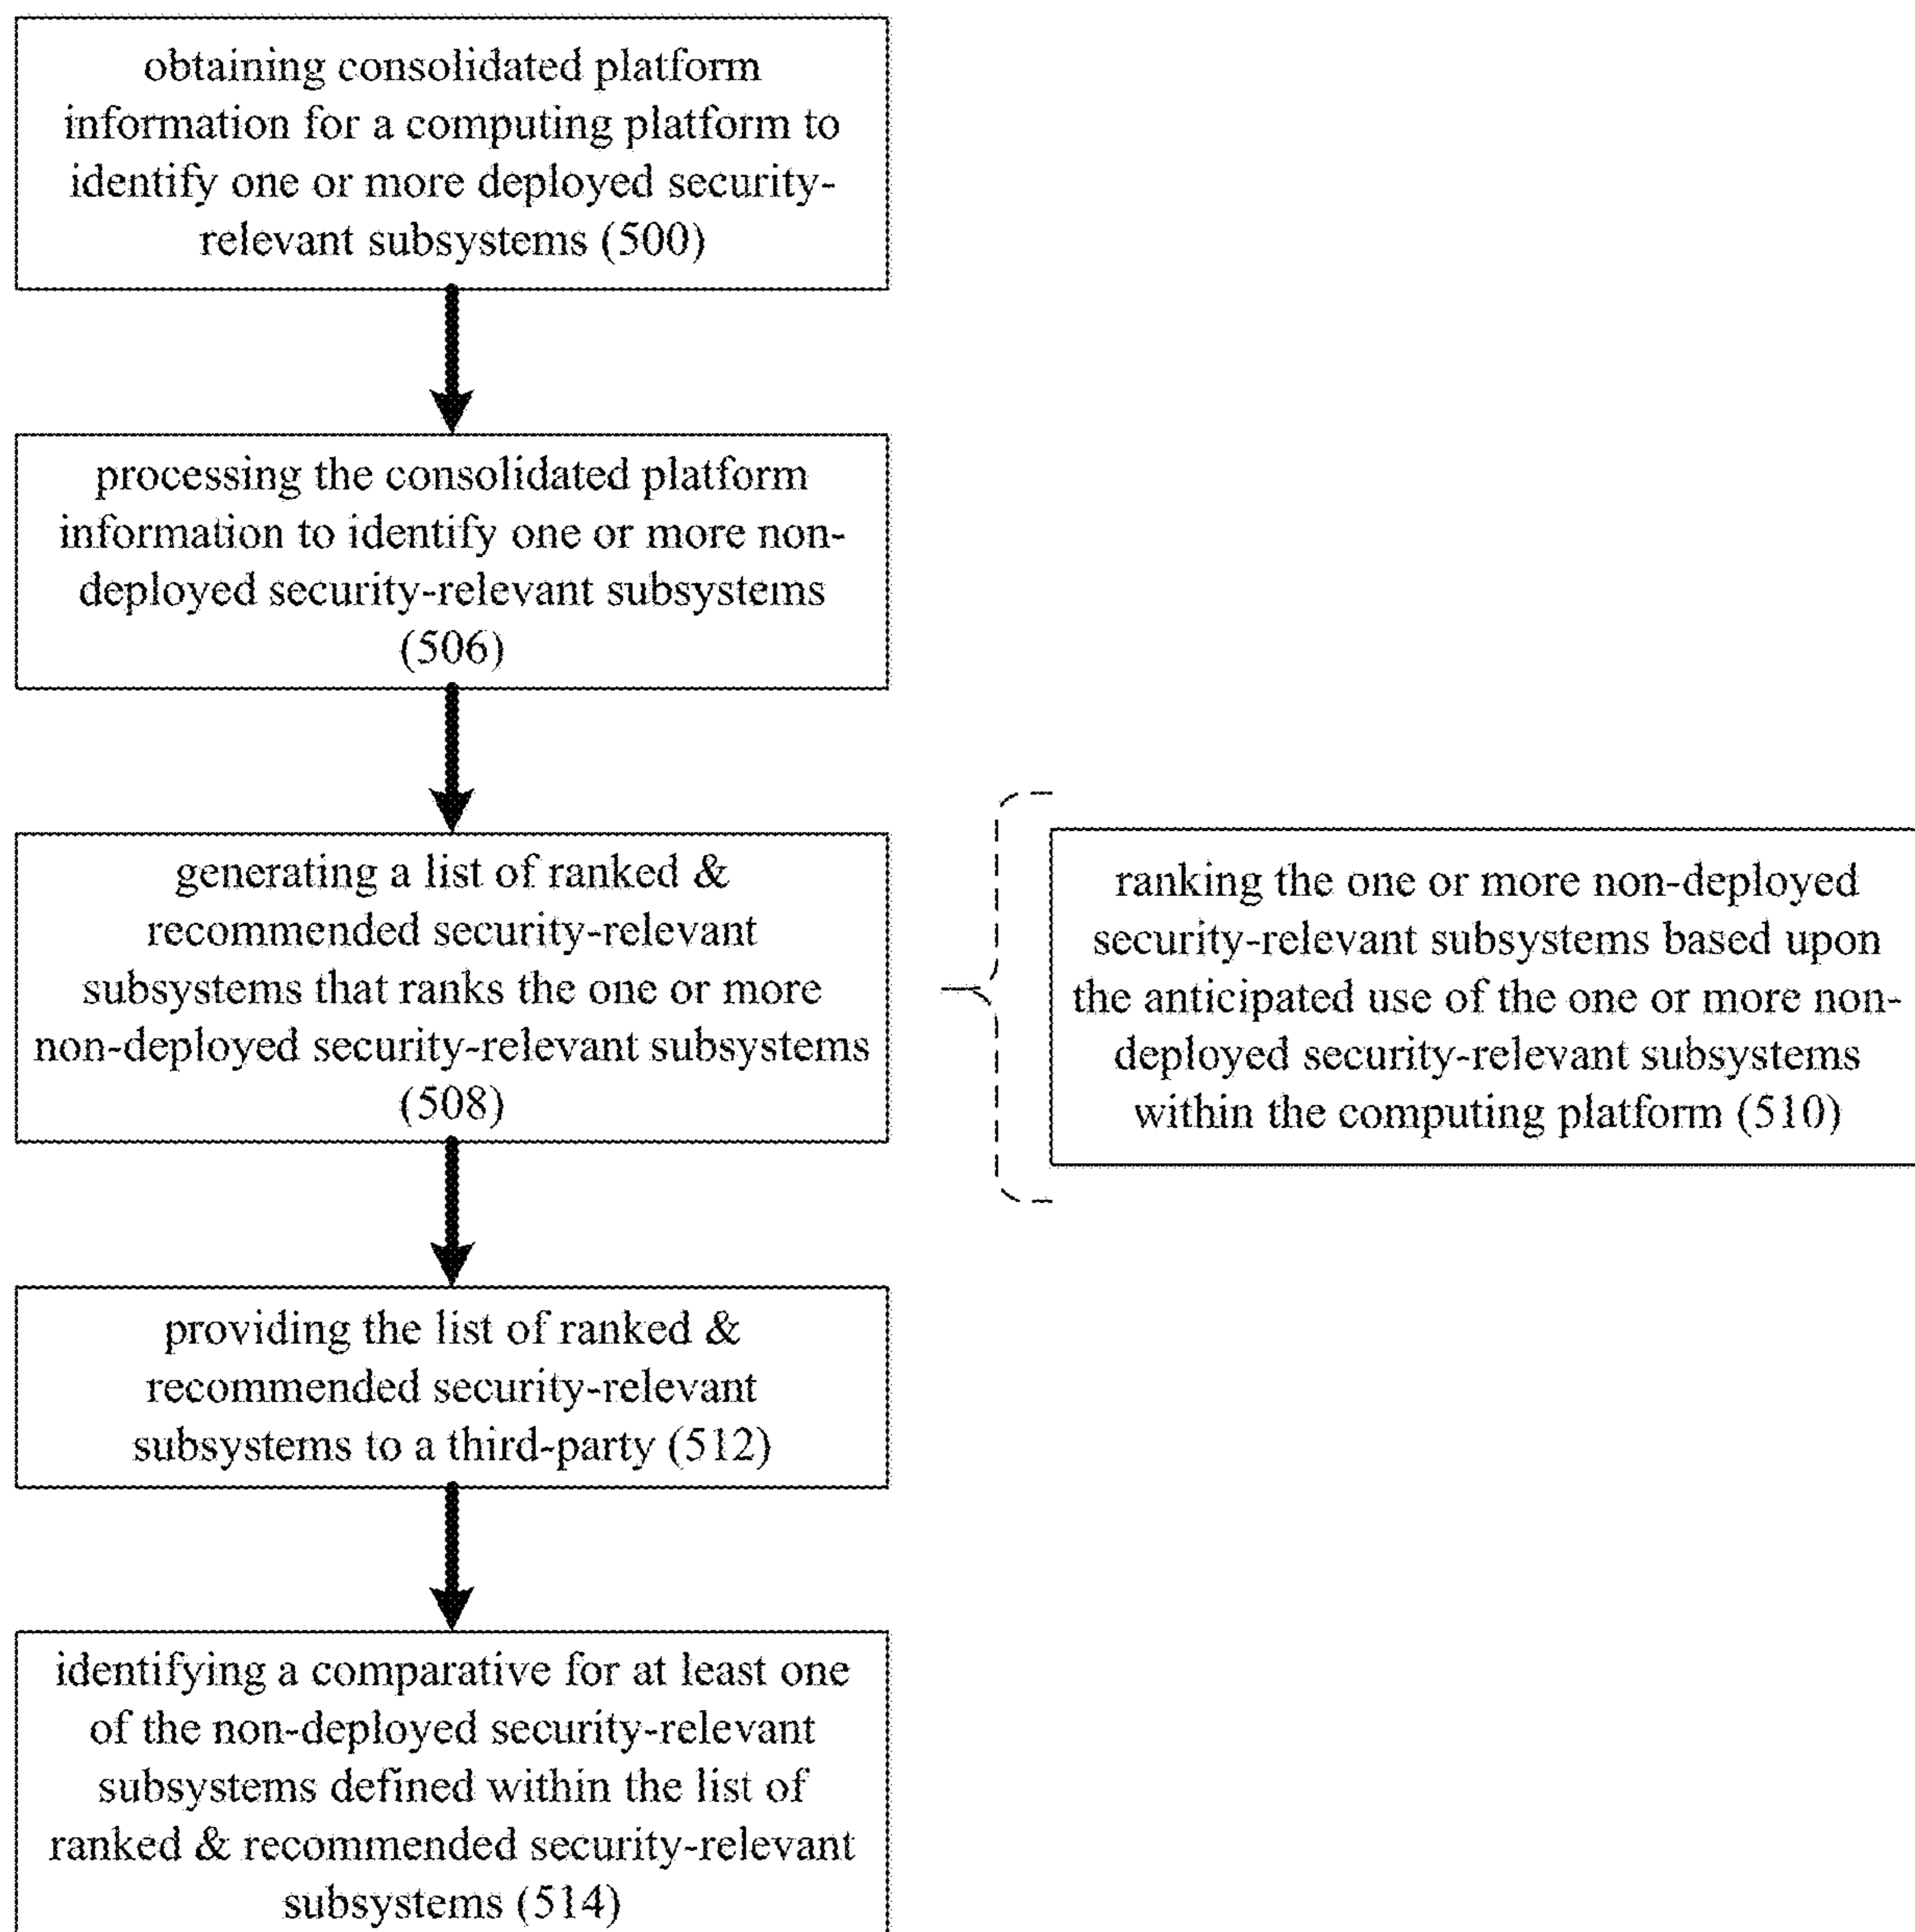 obtaining consolidated platform
information for a computing platform to
identify one or more deployed security-
relevant subsystems (500)
processing the consolidated platform
information to identify one or more non-
deployed security-relevant subsystems
(506)
generating a list of ranked &
recommended security-relevant
subsystems that ranks the one or more
non-deployed security-relevant subsystems
(508)
ranking the one or more non-deployed
security-relevant subsystems based upon
the anticipated use of the one or more non-
deployed security-relevant subsystems
within the computing platform (510)
providing the list of ranked &
recommended security-relevant
subsystems to a third-party (512)
identifying a comparative for at least one
of the non-deployed security-relevant
subsystems defined within the list of
ranked & recommended security-relevant
subsystems (514)